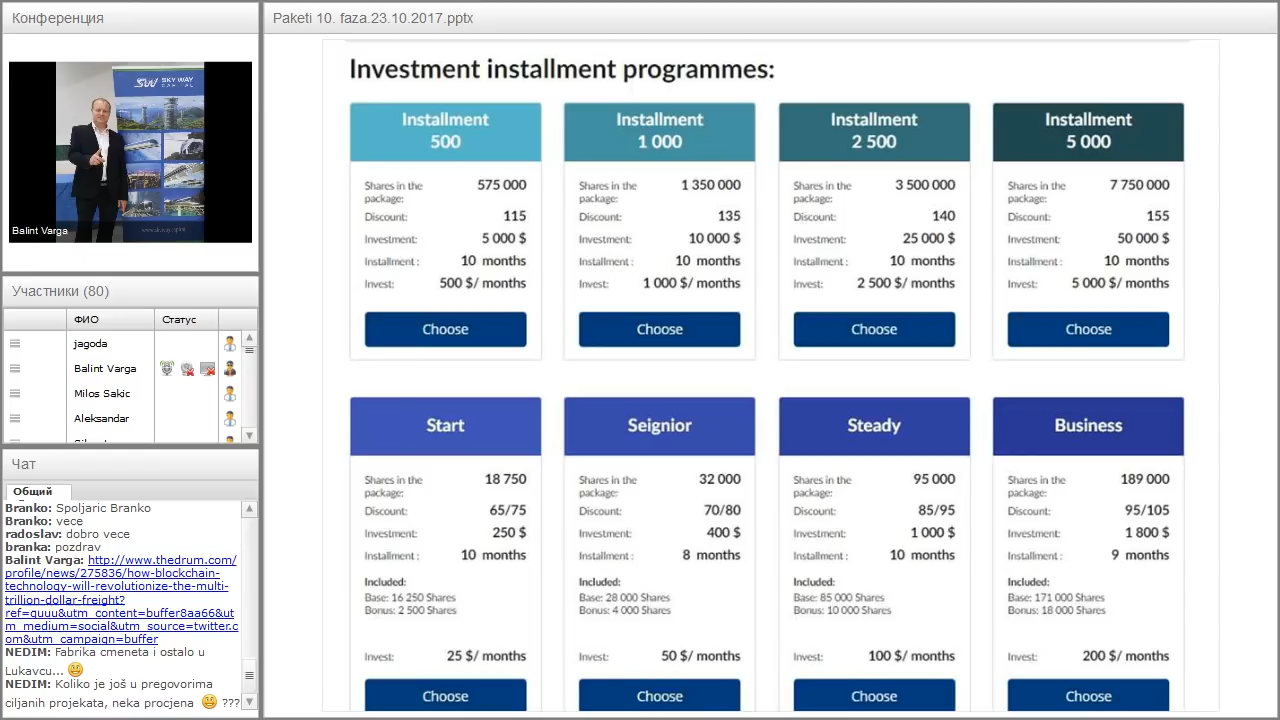 Конференция
SW SKY WAY
CAPITAL
Balint Varga
Участники (80)
ФИО
Статус
jagoda
Balint Varga
Milos Sakic
Aleksandar
Чат
Общий
Branko: Spoljaric Branko
Branko: vece
radoslav: dobro vece
branka: pozdrav
Balint Varga: http://www.thedrum.com/
profile/news/275836/how-blockchain-
technology-will-revolutionize-the-multi-
trillion-dollar-freight?
ref=quuu&utm_content=buffer8aa66&ut
m_medium=social&utm_source=twitter.c
om&utm_campaign=buffer
NEDIM: Fabrika cmeneta i ostalo u
Lukavcu...
NEDIM: Koliko je još u pregovorima
ciljanih projekata, neka potvrda ???
Paketi 10. faza.23.10.2017.pptx
Investment installment programmes:
Installment
500
Shares in the
package:
575 000
Discount: 115
Investment: 5 000 $
Installment : 10 months
Invest: 500 $/ months
Choose
Installment
1 000
Shares in the
package:
1 350 000
Discount: 135
Investment: 10 000 $
Installment : 10 months
Invest: 1 000 $/ months
Choose
Installment
2 500
Shares in the
package:
3 500 000
Discount: 140
Investment: 25 000 $
Installment : 10 months
Invest: 2 500 $/ months
Choose
Installment
5 000
Shares in the
package:
7 750 000
Discount: 155
Investment: 50 000 $
Installment : 10 months
Invest: 5 000 $/ months
Choose
Start
Shares in the
package:
18 750
Discount: 65/75
Investment: 250 $
Installment : 10 months
Included:
Base: 16 250 Shares
Bonus: 2 500 Shares
Invest: 25 $/ months
Choose
Seignior
Shares in the
package:
32 000
Discount: 70/80
Investment: 400 $
Installment : 8 months
Included:
Base: 28 000 Shares
Bonus: 4 000 Shares
Invest: 50 $/ months
Choose
Steady
Shares in the
package:
95 000
Discount: 85/95
Investment: 1 000 $
Installment : 10 months
Included:
Base: 85 000 Shares
Bonus: 10 000 Shares
Invest: 100 $/ months
Choose
Business
Shares in the
package:
189 000
Discount: 95/105
Investment: 1 800 $
Installment : 9 months
Included:
Base: 171 000 Shares
Bonus: 18 000 Shares
Invest: 200 $/ months
Choose